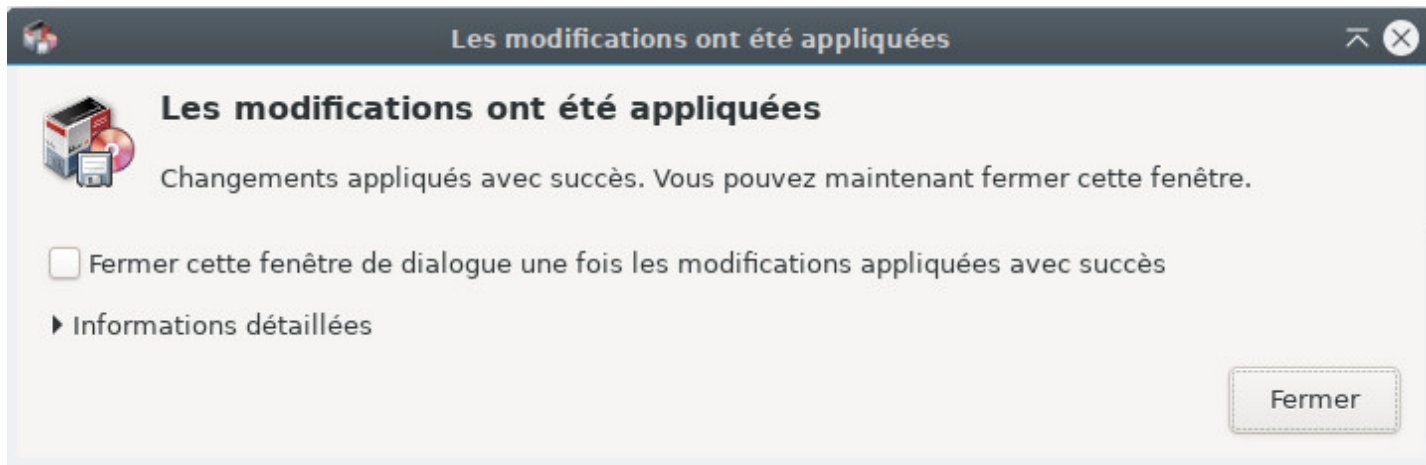 Les modifications ont été appliquées
Les modifications ont été appliquées
Changements appliqués avec succès. Vous pouvez maintenant fermer cette fenêtre.
Fermer cette fenêtre de dialogue une fois les modifications appliquées avec succès
Informations détaillées
Fermer